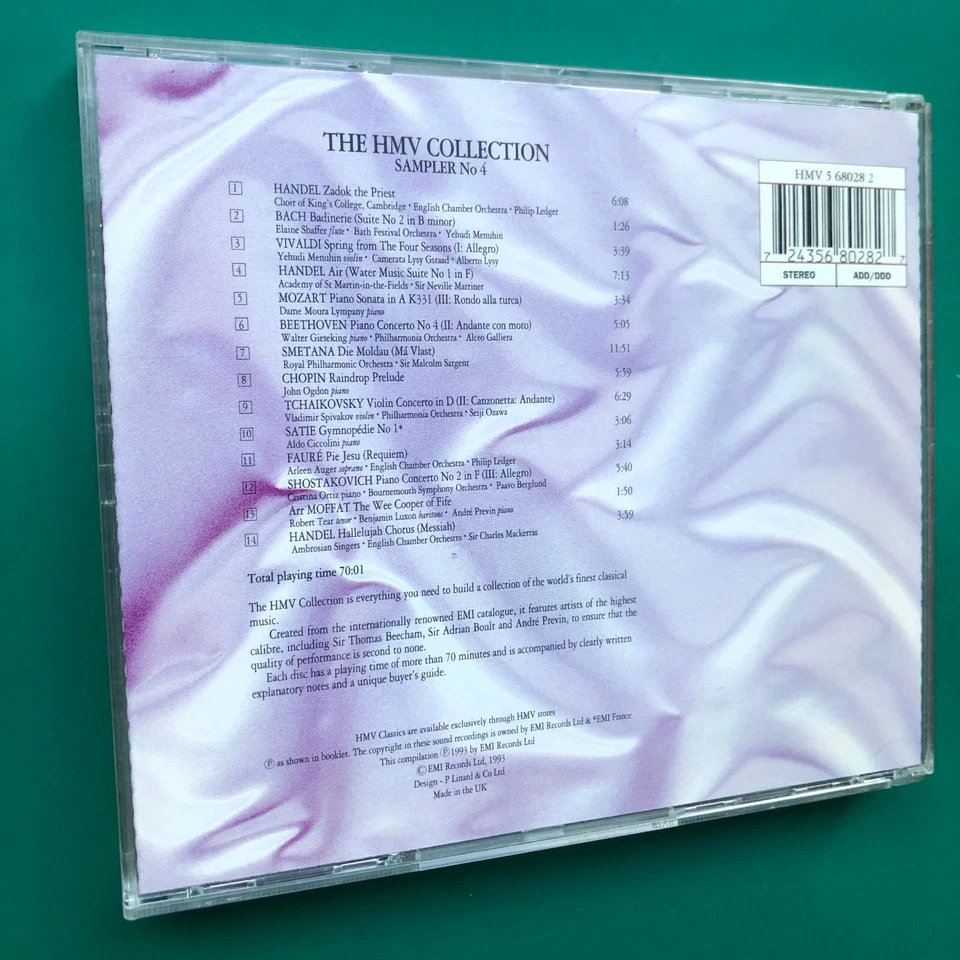 THE HMV COLLECTION
SAMPLER No 4
HMV 5 68028 2
7 24356 80282 7
STEREO ADD/DDD
1 HANDEL Zadok the Priest
Choir of King's College, Cambridge • English Chamber Orchestra • Philip Ledger 6:08
2 BACH Badinerie (Suite No 2 in B minor)
Elaine Shaffer flute • Bath Festival Orchestra • Yehudi Menuhin 1:26
3 VIVALDI Spring from The Four Seasons (I: Allegro)
Yehudi Menuhin violin • Camerata Lysy Gstaad • Alberto Lysy 3:39
4 HANDEL Air (Water Music Suite No 1 in F)
Academy of St Martin-in-the-Fields • Sir Neville Marriner 7:13
5 MOZART Piano Sonata in A K331 (III: Rondo alla turca)
Dame Moura Lympany piano 3:34
6 BEETHOVEN Piano Concerto No 4 (II: Andante con moto)
Walter Gieseking piano • Philharmonia Orchestra • Alceo Galliera 5:05
7 SMETANA Die Moldau (Má Vlast)
Royal Philharmonic Orchestra • Sir Malcolm Sargent 11:51
8 CHOPIN Raindrop Prelude
John Ogdon piano 5:59
9 TCHAIKOVSKY Violin Concerto in D (II: Canzonetta: Andante)
Vladimir Spivakov violin • Philharmonia Orchestra • Seiji Ozawa 6:29
10 SATIE Gymnopédie No 1*
Aldo Ciccolini piano 3:06
11 FAURÉ Pie Jesu (Requiem)
Arleen Auger soprano • English Chamber Orchestra • Philip Ledger 3:14
12 SHOSTAKOVICH Piano Concerto No 2 in F (III: Allegro)
Cristina Ortiz piano • Bournemouth Symphony Orchestra • Paavo Berglund 5:40
13 Arr MOFFAT The Wee Cooper of Fife
Robert Tear tenor • Benjamin Luxon baritone • André Previn piano 1:50
14 HANDEL Hallelujah Chorus (Messiah)
Ambrosian Singers • English Chamber Orchestra • Sir Charles Mackerras 3:59
Total playing time 70:01
The HMV Collection is everything you need to build a collection of the world's finest classical
music.
Created from the internationally renowned EMI catalogue, it features artists of the highest
calibre, including Sir Thomas Beecham, Sir Adrian Boult and André Previn, to ensure that the
quality of performance is second to none.
Each disc has a playing time of more than 70 minutes and is accompanied by clearly written
explanatory notes and a unique buyer's guide.
HMV Classics are available exclusively through HMV stores
Ⓟ as shown in booklet. The copyright in these sound recordings is owned by EMI Records Ltd & *EMI France
This compilation Ⓟ 1993 by EMI Records Ltd
© EMI Records Ltd, 1993
Design - P Linard & Co Ltd
Made in the UK